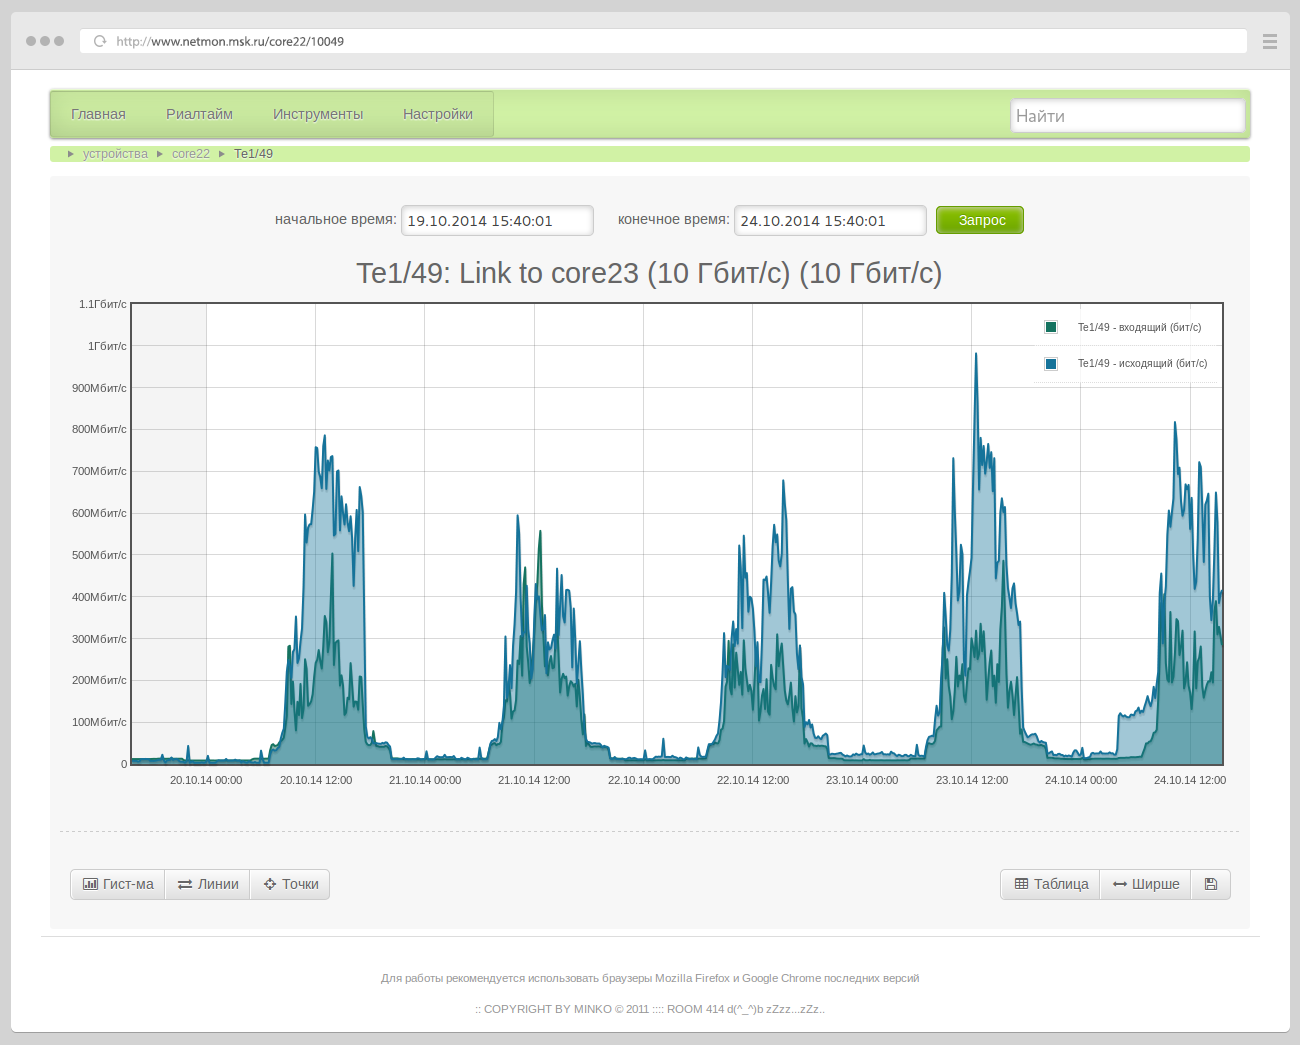 http://www.netmon.msk.ru/core22/10049
Главная Риалтайм Инструменты Настройки Найти
устройства core22 Te1/49
начальное время: 19.10.2014 15:40:01 конечное время: 24.10.2014 15:40:01 Запрос
Te1/49: Link to core23 (10 Гбит/с) (10 Гбит/с)
1.1Гбит/с
Te1/49 - входящий (бит/с)
1Гбит/с
Te1/49 - исходящий (бит/с)
900Мбит/с
800Мбит/с
700Мбит/с
600Мбит/с
500Мбит/с
400Мбит/с
300Мбит/с
200Мбит/с
100Мбит/с
0
20.10.14 00:00 20.10.14 12:00 21.10.14 00:00 21.10.14 12:00 22.10.14 00:00 22.10.14 12:00 23.10.14 00:00 23.10.14 12:00 24.10.14 00:00 24.10.14 12:00
Гист-ма Линии Точки Таблица Ширше
Для работы рекомендуется использовать браузеры Mozilla Firefox и Google Chrome последних версий
:: COPYRIGHT BY MINKO © 2011 :::: ROOM 414 d(^_^)b zZzz...zZz..